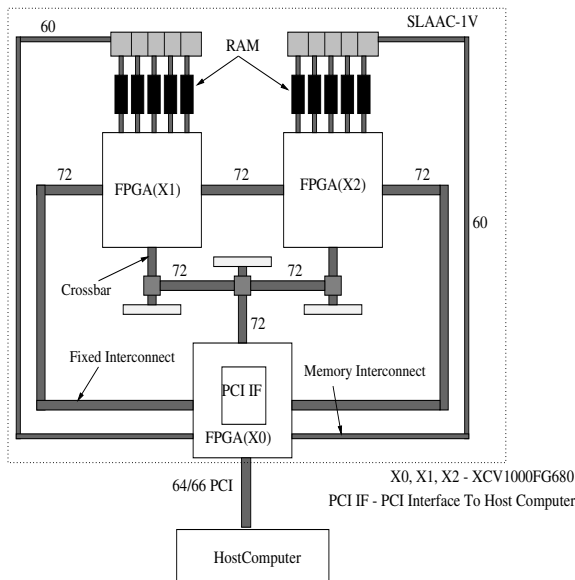 60
SLAAC-1V
RAM
72
FPGA(X1)
72
FPGA(X2)
72
60
Crossbar
72
72
72
Fixed Interconnect
Memory Interconnect
PCI IF
FPGA(X0)
64/66 PCI
X0, X1, X2 - XCV1000FG680
PCI IF - PCI Interface To Host Computer
HostComputer